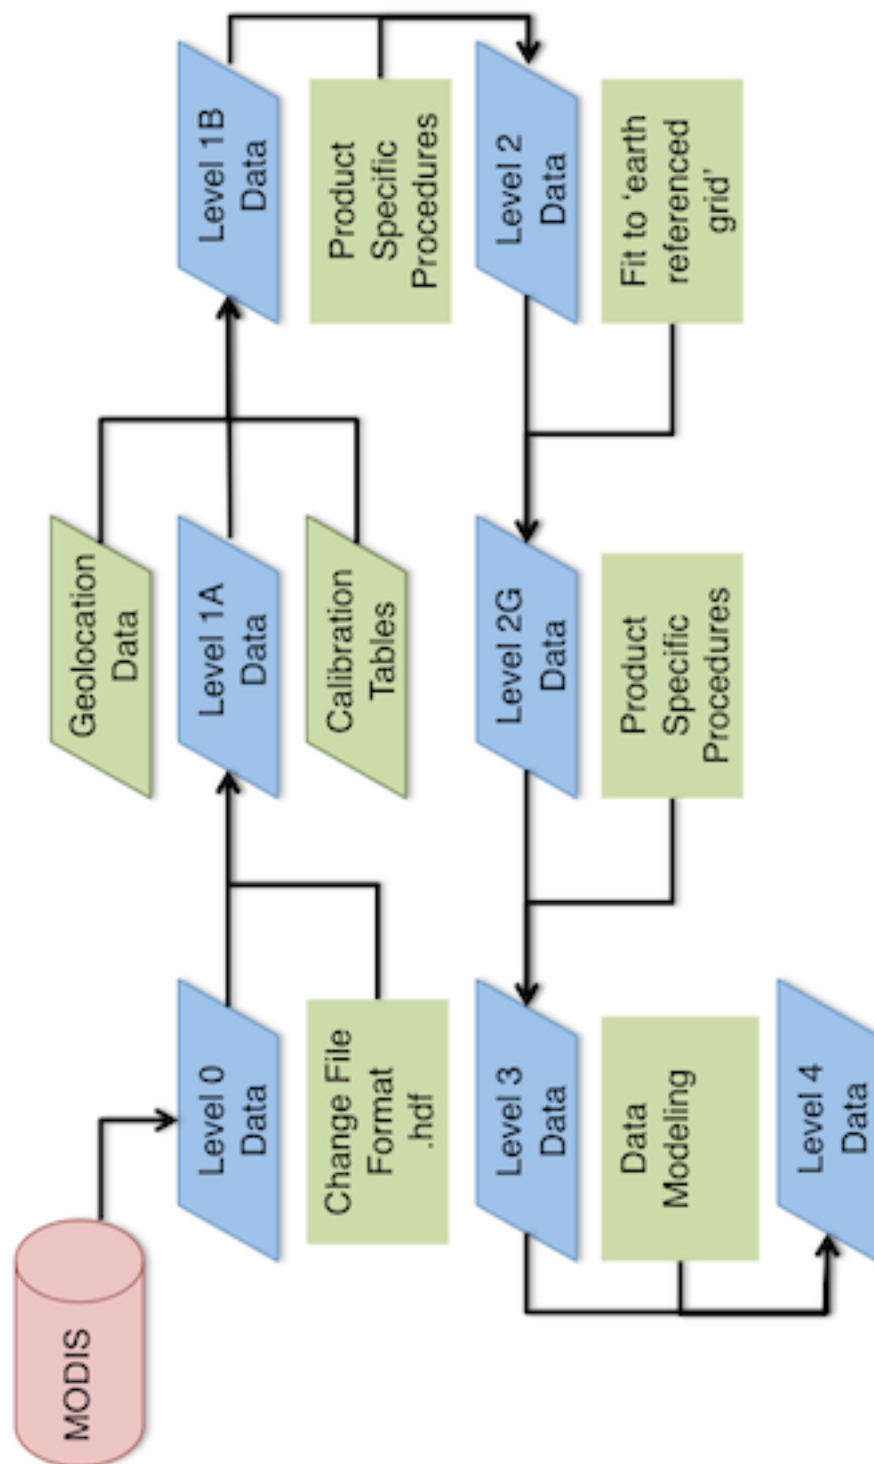 MODIS
Level 0
Data
Change File
Format
.hdf
Geolocation
Data
Level 1A
Data
Calibration
Tables
Level 1B
Data
Product
Specific
Procedures
Level 2
Data
Fit to ‘earth
referenced
grid’
Level 2G
Data
Product
Specific
Procedures
Level 3
Data
Data
Modeling
Level 4
Data